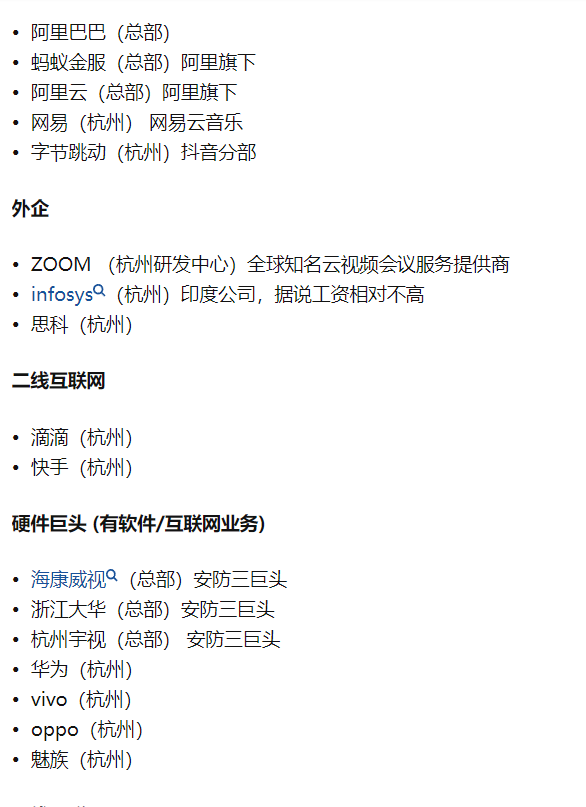 • 阿里巴巴（总部）
• 蚂蚁金服（总部）阿里旗下
• 阿里云（总部）阿里旗下
• 网易（杭州） 网易云音乐
• 字节跳动（杭州）抖音分部
外企
• ZOOM （杭州研发中心）全球知名云视频会议服务提供商
• infosys（杭州）印度公司，据说工资相对不高
• 思科（杭州）
二线互联网
• 滴滴（杭州）
• 快手（杭州）
硬件巨头 (有软件/互联网业务)
• 海康威视（总部）安防三巨头
• 浙江大华（总部）安防三巨头
• 杭州宇视（总部） 安防三巨头
• 华为（杭州）
• vivo（杭州）
• oppo（杭州）
• 魅族（杭州）